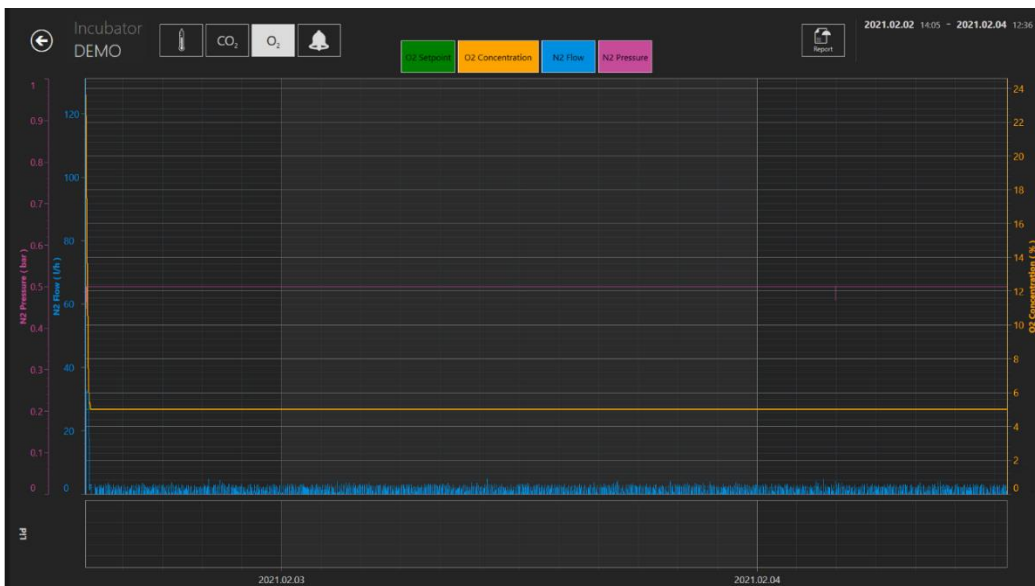 Incubator
DEMO
CO₂
O₂
O2 Setpoint
O2 Concentration
N2 Flow
N2 Pressure
Report
2021.02.02 14:05 - 2021.02.04 12:36
N2 Pressure ( bar )
1
0.9
0.8
0.7
0.6
0.5
0.4
0.3
0.2
0.1
0
N2 Flow ( l/h )
120
100
80
60
40
20
0
24
22
20
18
16
14
12
10
8
6
4
2
0
O2 Concentration ( % )
Lid
2021.02.03
2021.02.04